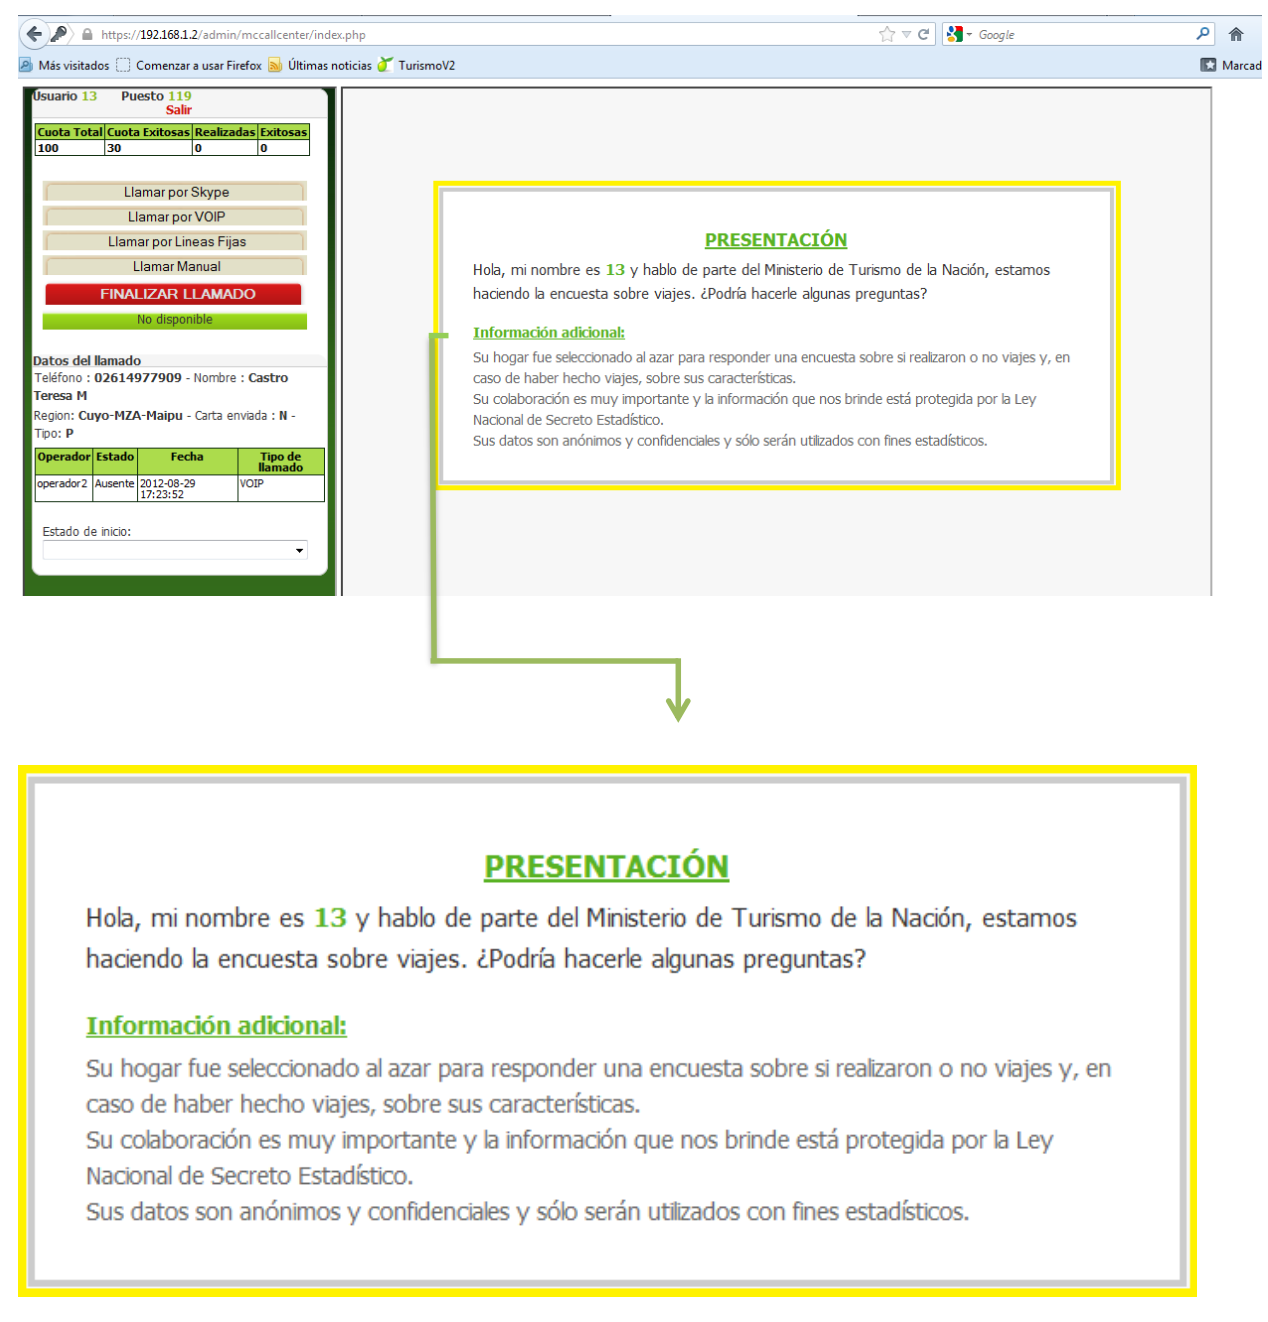 https://192.168.1.2/admin/mccallcenter/index.php
Google
Más visitados Comenzar a usar Firefox Últimas noticias TurismoV2
Marcad
Usuario 13 Puesto 119
Salir
Cuota Total Cuota Exitosas Realizadas Exitosas
100 30 0 0
Llamar por Skype
Llamar por VOIP
Llamar por Lineas Fijas
Llamar Manual
FINALIZAR LLAMADO
No disponible
Datos del llamado
Teléfono : 02614977909 - Nombre : Castro
Teresa M
Region: Cuyo-MZA-Maipu - Carta enviada : N -
Tipo: P
Operador Estado Fecha Tipo de
llamado
operador2 Ausente 2012-08-29 VOIP
17:23:52
Estado de inicio:
PRESENTACIÓN
Hola, mi nombre es 13 y hablo de parte del Ministerio de Turismo de la Nación, estamos
haciendo la encuesta sobre viajes. ¿Podría hacerle algunas preguntas?
Información adicional:
Su hogar fue seleccionado al azar para responder una encuesta sobre si realizaron o no viajes y, en
caso de haber hecho viajes, sobre sus características.
Su colaboración es muy importante y la información que nos brinde está protegida por la Ley
Nacional de Secreto Estadístico.
Sus datos son anónimos y confidenciales y sólo serán utilizados con fines estadísticos.
PRESENTACIÓN
Hola, mi nombre es 13 y hablo de parte del Ministerio de Turismo de la Nación, estamos
haciendo la encuesta sobre viajes. ¿Podría hacerle algunas preguntas?
Información adicional:
Su hogar fue seleccionado al azar para responder una encuesta sobre si realizaron o no viajes y, en
caso de haber hecho viajes, sobre sus características.
Su colaboración es muy importante y la información que nos brinde está protegida por la Ley
Nacional de Secreto Estadístico.
Sus datos son anónimos y confidenciales y sólo serán utilizados con fines estadísticos.